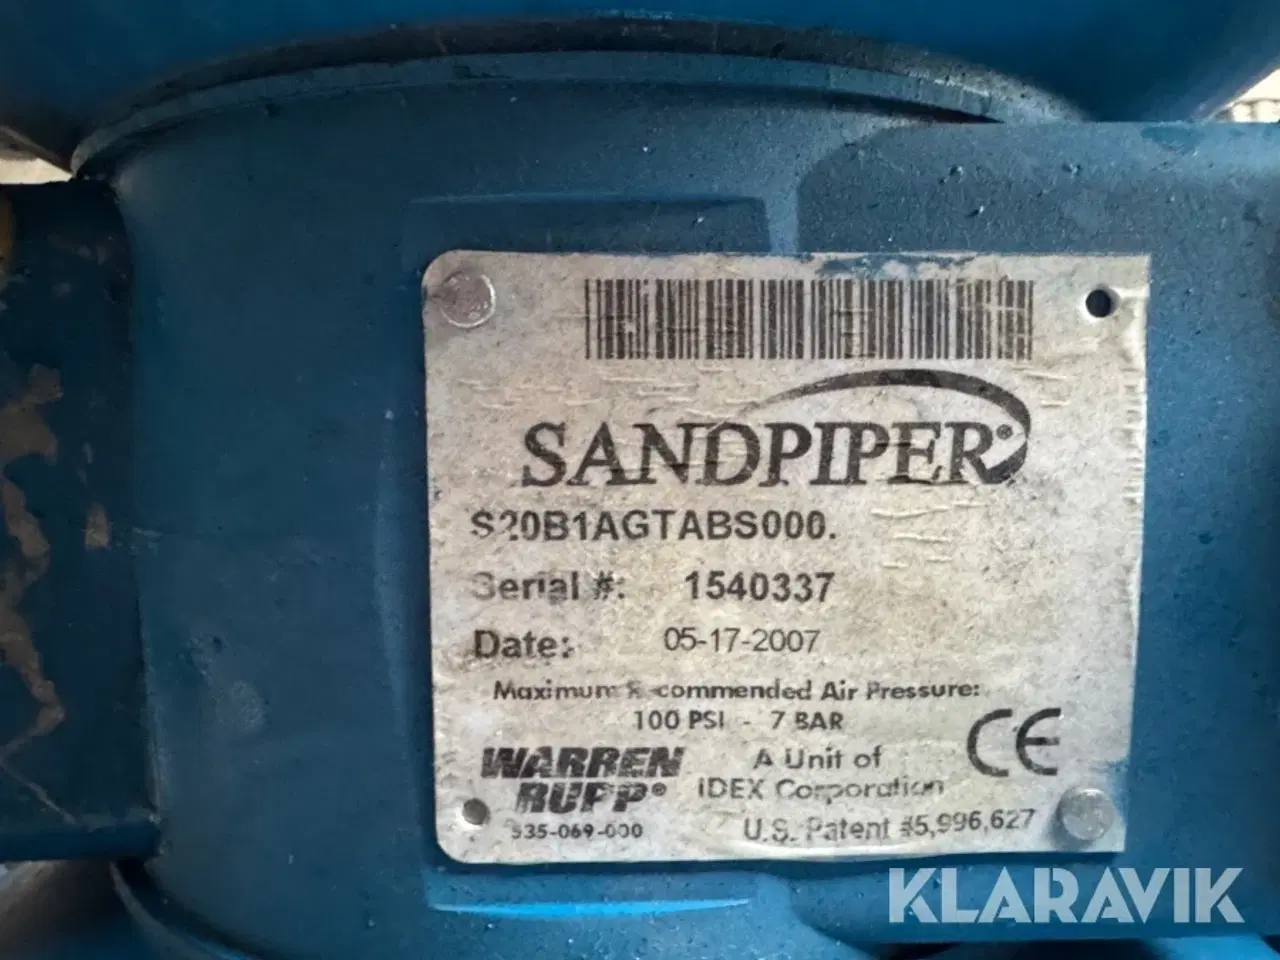 SANDPIPER®
S20B1AGTABS000.
Serial #: 1540337
Date: 05-17-2007
Maximum Recommended Air Pressure:
100 PSI - 7 BAR
CE
WARREN RUPP®
A Unit of
IDEX Corporation
535-069-000
U.S. Patent #5,996,627
KLARAVIK